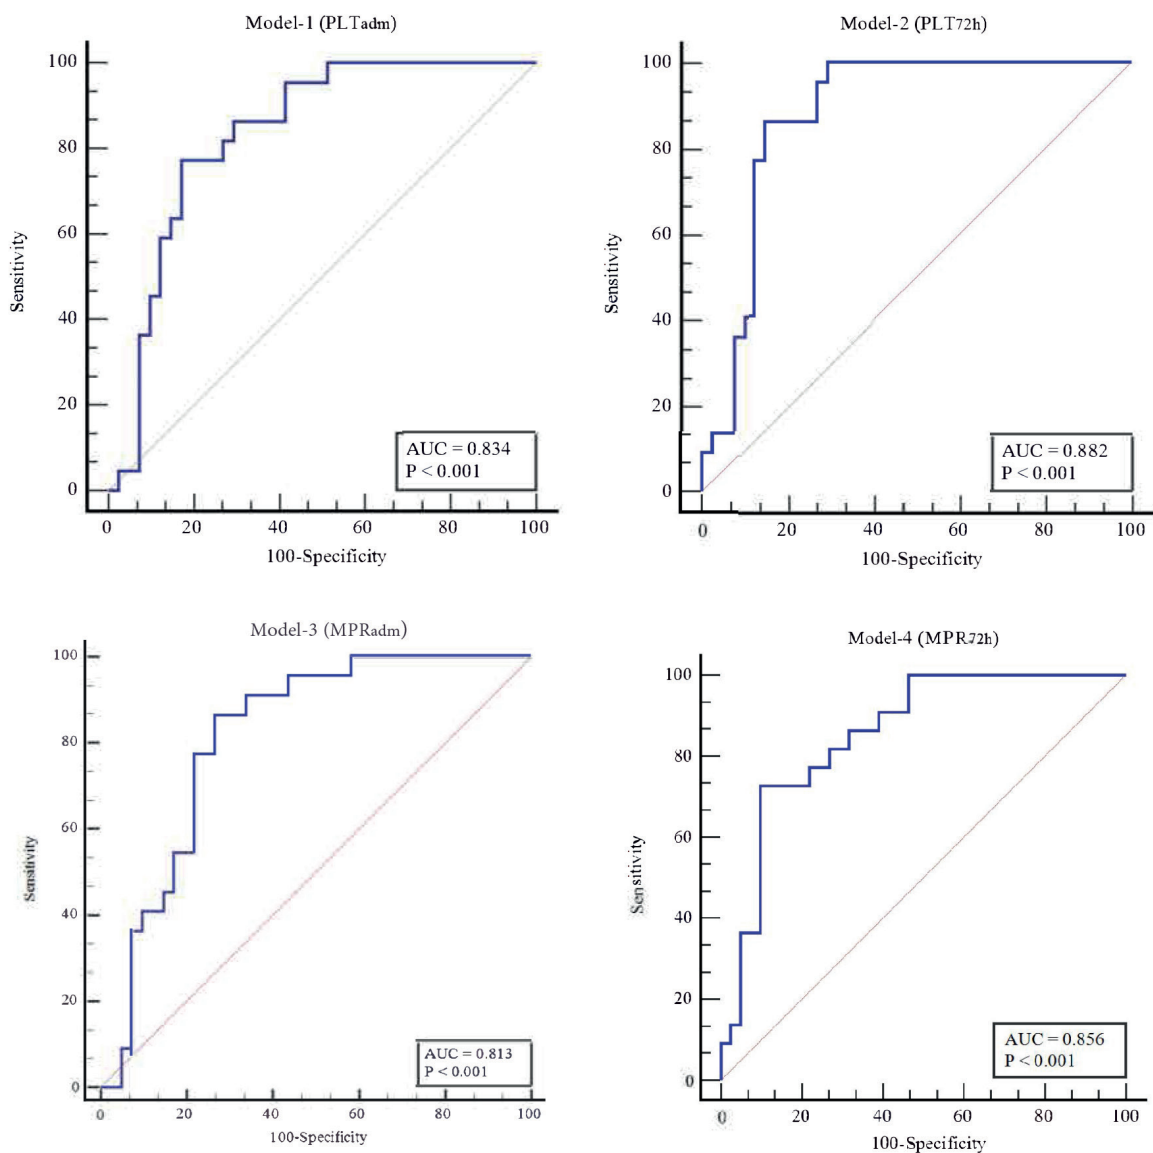 Model-1 (PLTadm)
100
80
60
40
20
0
Sensitivity
AUC = 0.834
P < 0.001
0 20 40 60 80 100
100-Specificity
Model-2 (PLT72h)
100
80
60
40
20
0
Sensitivity
AUC = 0.882
P < 0.001
0 20 40 60 80 100
100-Specificity
Model-3 (MPRadm)
100
80
60
40
20
0
Sensitivity
AUC = 0.813
P < 0.001
0 20 40 60 80 100
100-Specificity
Model-4 (MPR72h)
100
80
60
40
20
0
Sensitivity
AUC = 0.856
P < 0.001
0 20 40 60 80 100
100-Specificity